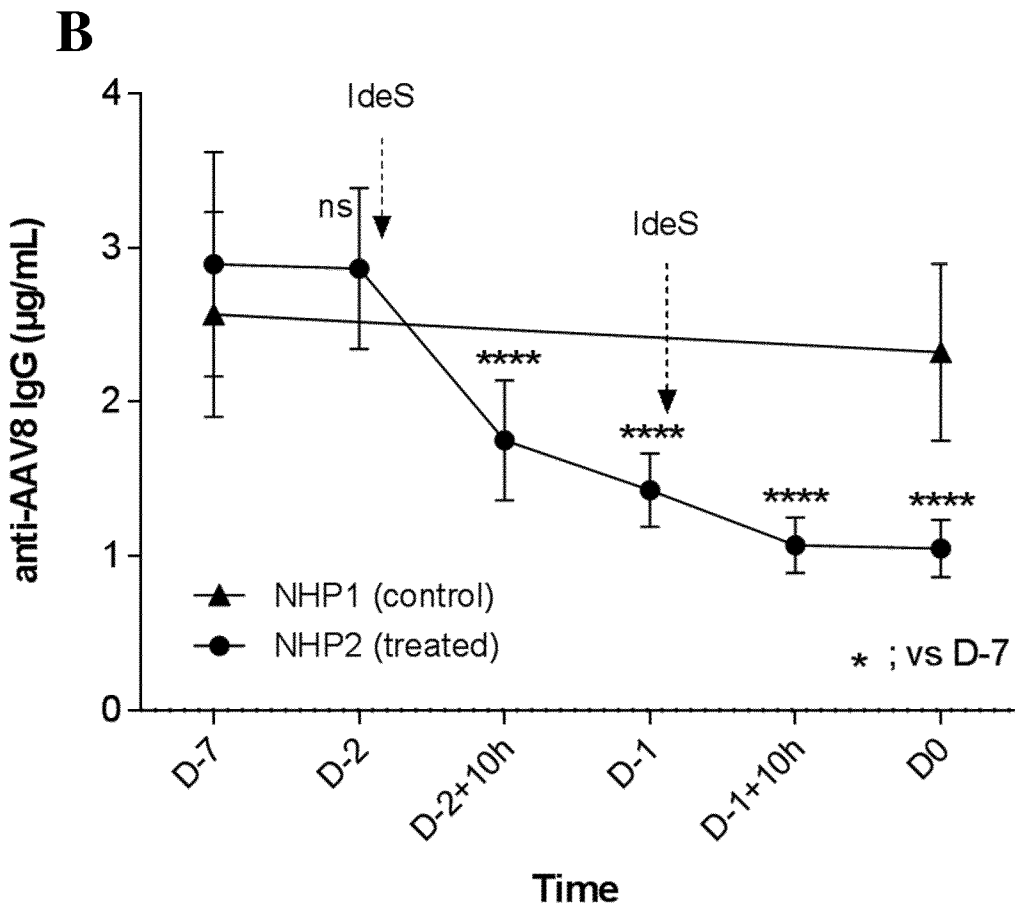 B
4
IdeS
ns
3
IdeS
anti-AAV8 IgG (µg/mL)
****
2
****
****
****
1
NHP1 (control)
NHP2 (treated)
* ; vs D-7
0
D-7
D-2
D-2+10h
D-1
D-1+10h
D0
Time